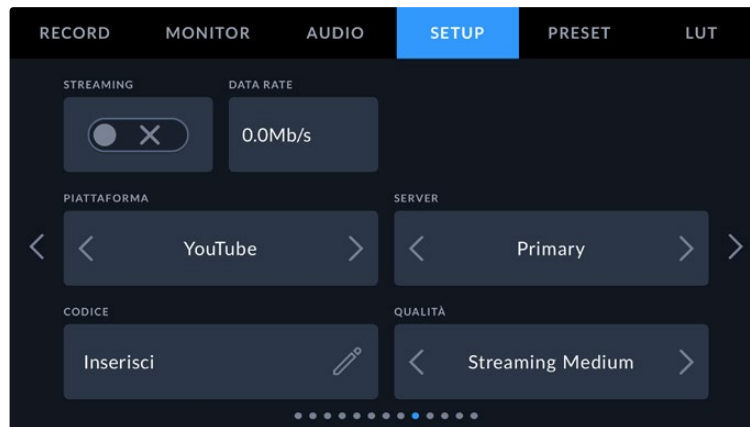 RECORD MONITOR AUDIO SETUP PRESET LUT
STREAMING DATA RATE
0.0Mb/s
PIATTAFORMA SERVER
YouTube Primary
CODICE QUALITÀ
Inserisci Streaming Medium